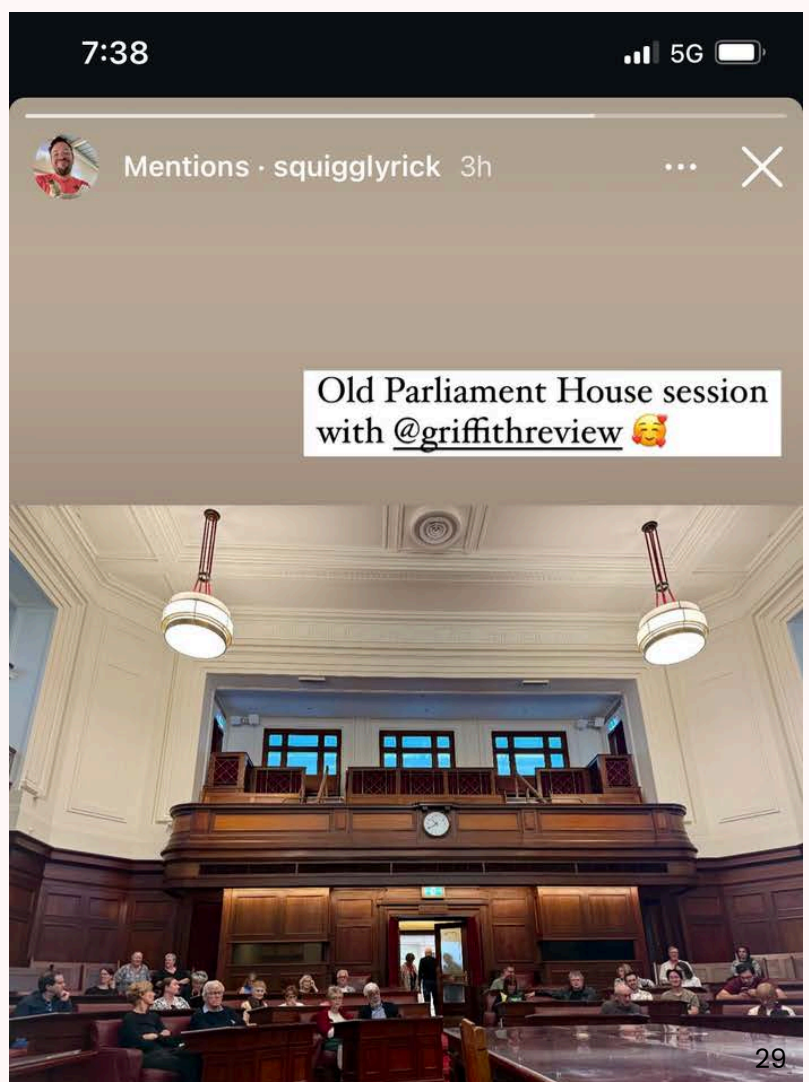 7:38
5G
Mentions · squigglyrick 3h
Old Parliament House session
with @griffithreview 🥰
29